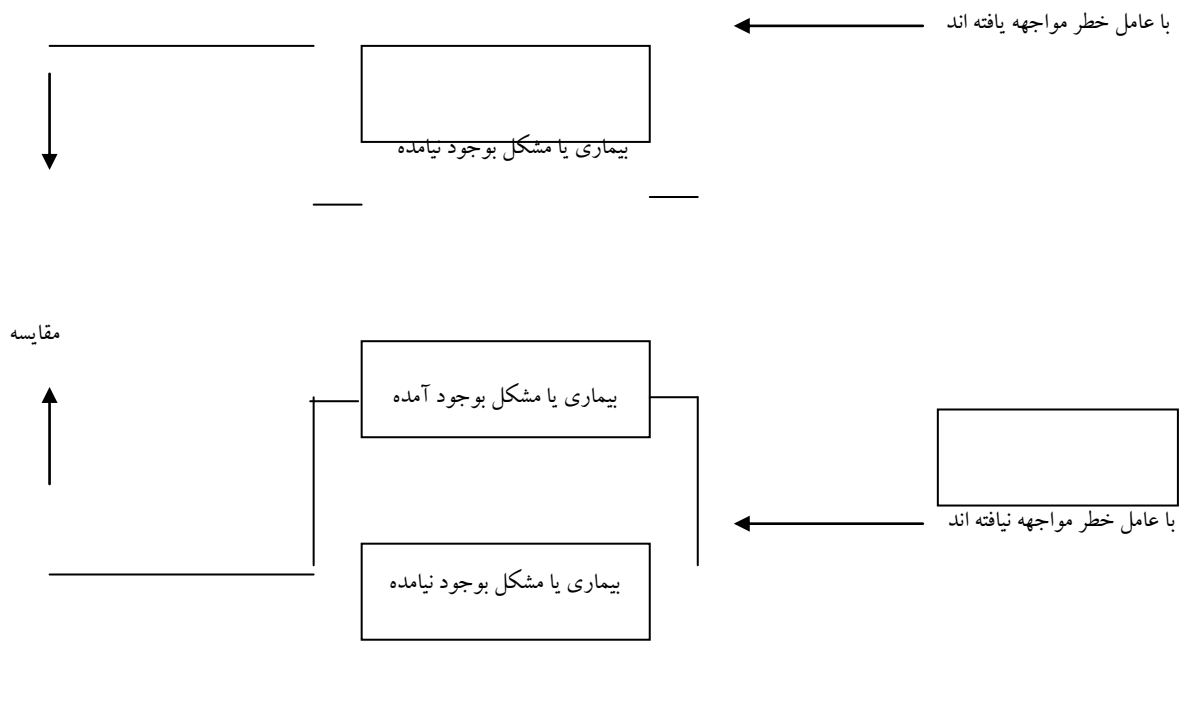 با عامل خطر مواجهه یافته اند
بیماری یا مشکل بوجود نیامده
مقایسه
بیماری یا مشکل بوجود آمده
با عامل خطر مواجهه نیافته اند
بیماری یا مشکل بوجود نیامده